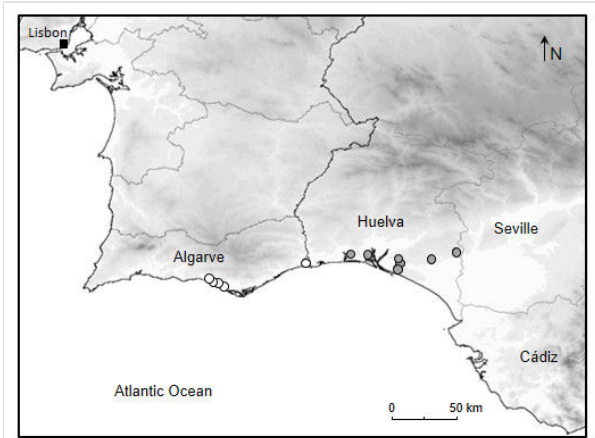 Lisbon
N
Huelva
Seville
Algarve
Cádiz
Atlantic Ocean
0 50 km